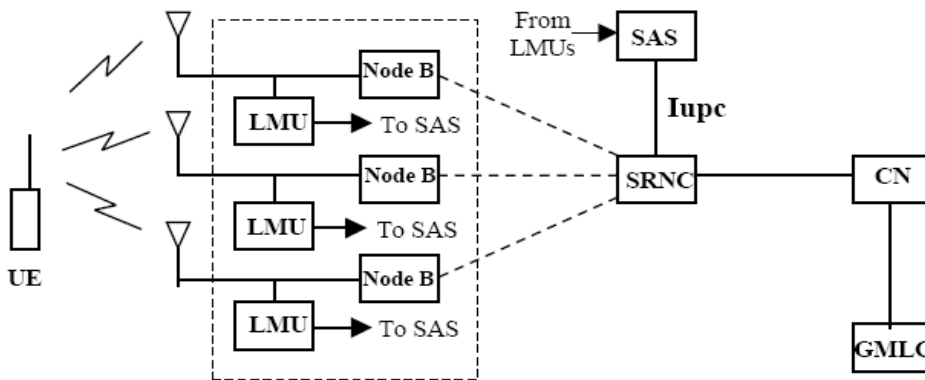 From
LMUs
SAS
Node B
LMU
To SAS
Iupc
Node B
SRNC
CN
LMU
To SAS
Node B
UE
LMU
To SAS
GMLC